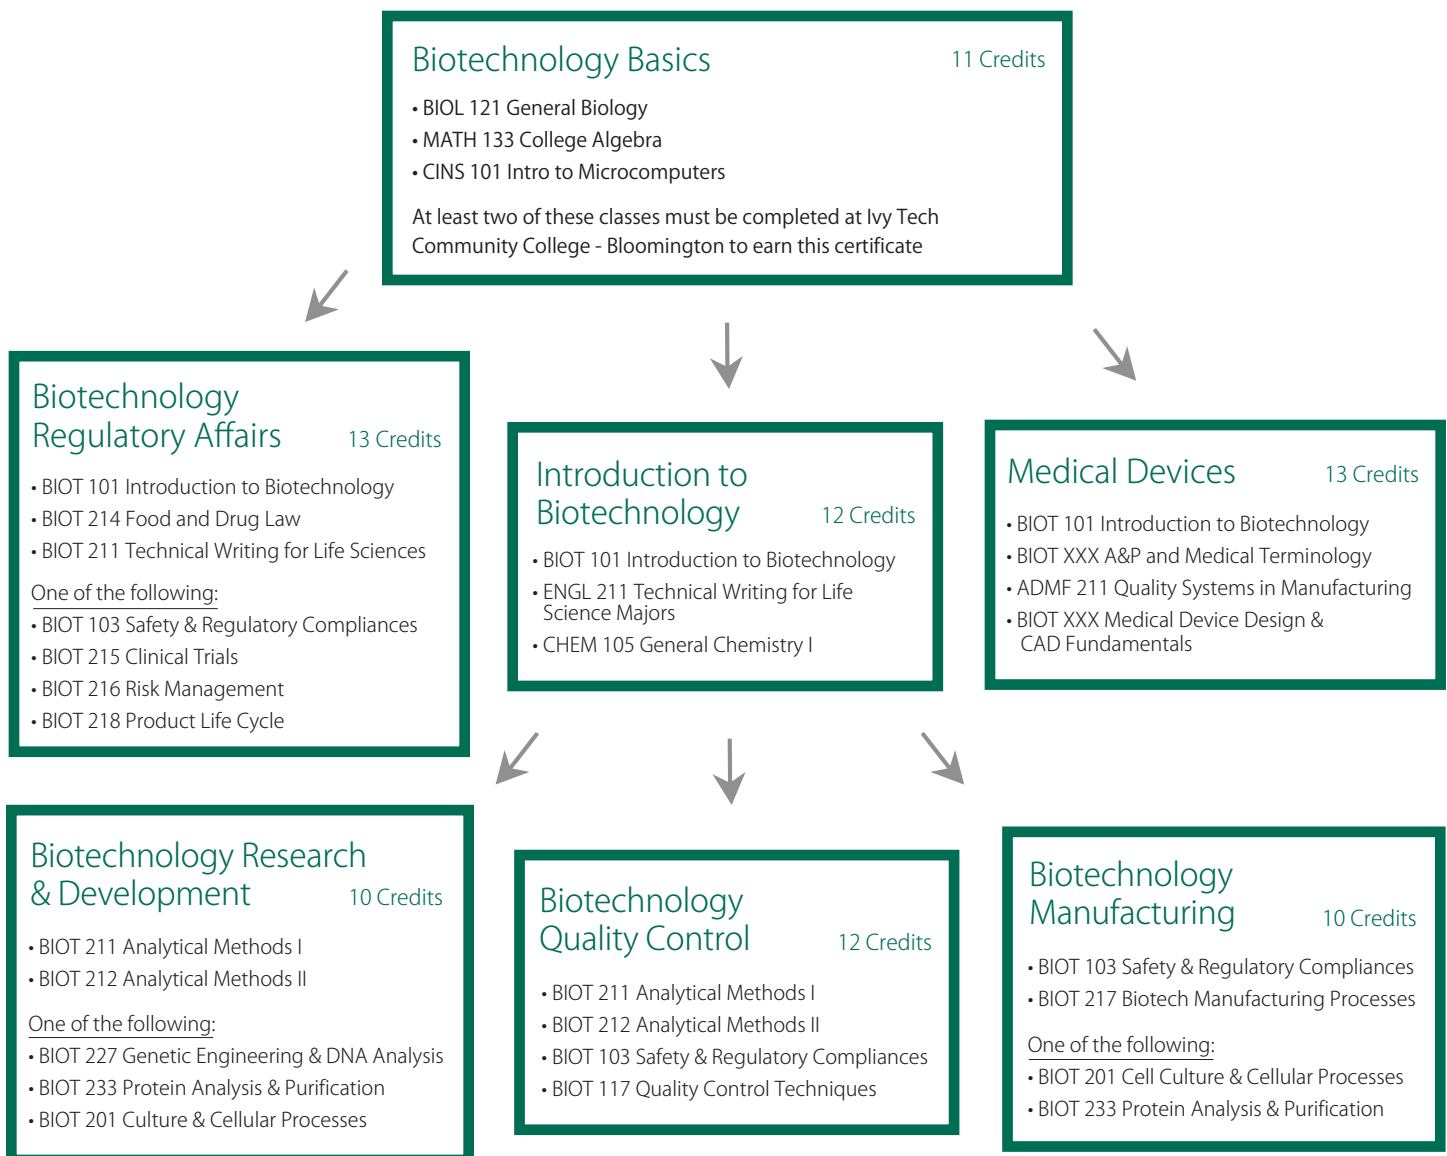 Biotechnology Basics 11 Credits
• BIOL 121 General Biology
• MATH 133 College Algebra
• CINS 101 Intro to Microcomputers
At least two of these classes must be completed at Ivy Tech
Community College - Bloomington to earn this certificate
Biotechnology
Regulatory Affairs 13 Credits
• BIOT 101 Introduction to Biotechnology
• BIOT 214 Food and Drug Law
• BIOT 211 Technical Writing for Life Sciences
One of the following:
• BIOT 103 Safety & Regulatory Compliances
• BIOT 215 Clinical Trials
• BIOT 216 Risk Management
• BIOT 218 Product Life Cycle
Introduction to
Biotechnology 12 Credits
• BIOT 101 Introduction to Biotechnology
• ENGL 211 Technical Writing for Life
Science Majors
• CHEM 105 General Chemistry I
Medical Devices 13 Credits
• BIOT 101 Introduction to Biotechnology
• BIOT XXX A&P and Medical Terminology
• ADMF 211 Quality Systems in Manufacturing
• BIOT XXX Medical Device Design &
CAD Fundamentals
Biotechnology Research
& Development 10 Credits
• BIOT 211 Analytical Methods I
• BIOT 212 Analytical Methods II
One of the following:
• BIOT 227 Genetic Engineering & DNA Analysis
• BIOT 233 Protein Analysis & Purification
• BIOT 201 Culture & Cellular Processes
Biotechnology
Quality Control 12 Credits
• BIOT 211 Analytical Methods I
• BIOT 212 Analytical Methods II
• BIOT 103 Safety & Regulatory Compliances
• BIOT 117 Quality Control Techniques
Biotechnology
Manufacturing 10 Credits
• BIOT 103 Safety & Regulatory Compliances
• BIOT 217 Biotech Manufacturing Processes
One of the following:
• BIOT 201 Cell Culture & Cellular Processes
• BIOT 233 Protein Analysis & Purification